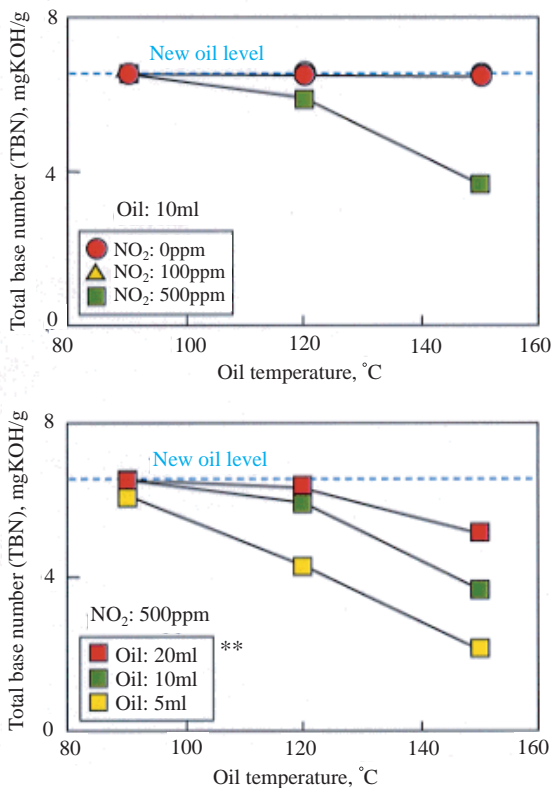 Total base number (TBN), mgKOH/g
8
4
0
New oil level
Oil: 10ml
NO₂: 0ppm
NO₂: 100ppm
NO₂: 500ppm
80 100 120 140 160
Oil temperature, °C
Total base number (TBN), mgKOH/g
8
4
0
New oil level
NO₂: 500ppm
Oil: 20ml **
Oil: 10ml
Oil: 5ml
80 100 120 140 160
Oil temperature, °C